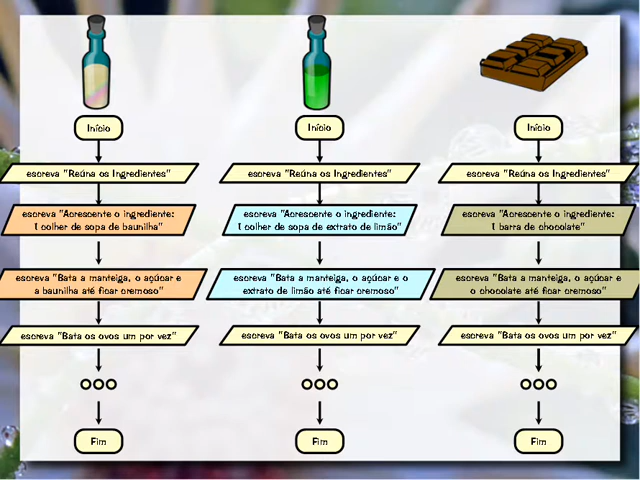 Início
escreva "Reúna os Ingredientes"
escreva "Acrescente o ingrediente:
1 colher de sopa de baunilha"
escreva "Bata a manteiga, o açúcar e
a baunilha até ficar cremoso"
escreva "Bata os ovos um por vez"
Fim
Início
escreva "Reúna os Ingredientes"
escreva "Acrescente o ingrediente:
1 colher de sopa de extrato de limão"
escreva "Bata a manteiga, o açúcar e o
extrato de limão até ficar cremoso"
escreva "Bata os ovos um por vez"
Fim
Início
escreva "Reúna os Ingredientes"
escreva "Acrescente o ingrediente:
1 barra de chocolate"
escreva "Bata a manteiga, o açúcar e
o chocolate até ficar cremoso"
escreva "Bata os ovos um por vez"
Fim